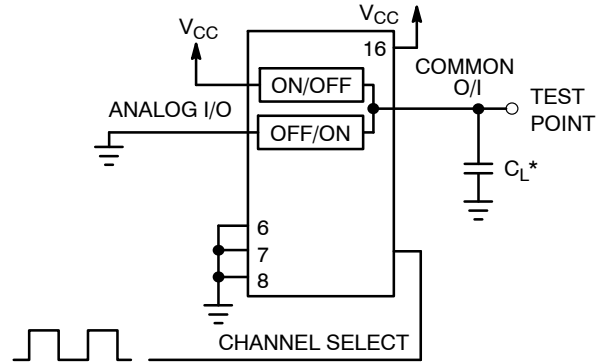 VCC
VCC
16
ON/OFF
COMMON
O/I
TEST
POINT
ANALOG I/O
OFF/ON
CL*
6
7
8
CHANNEL SELECT